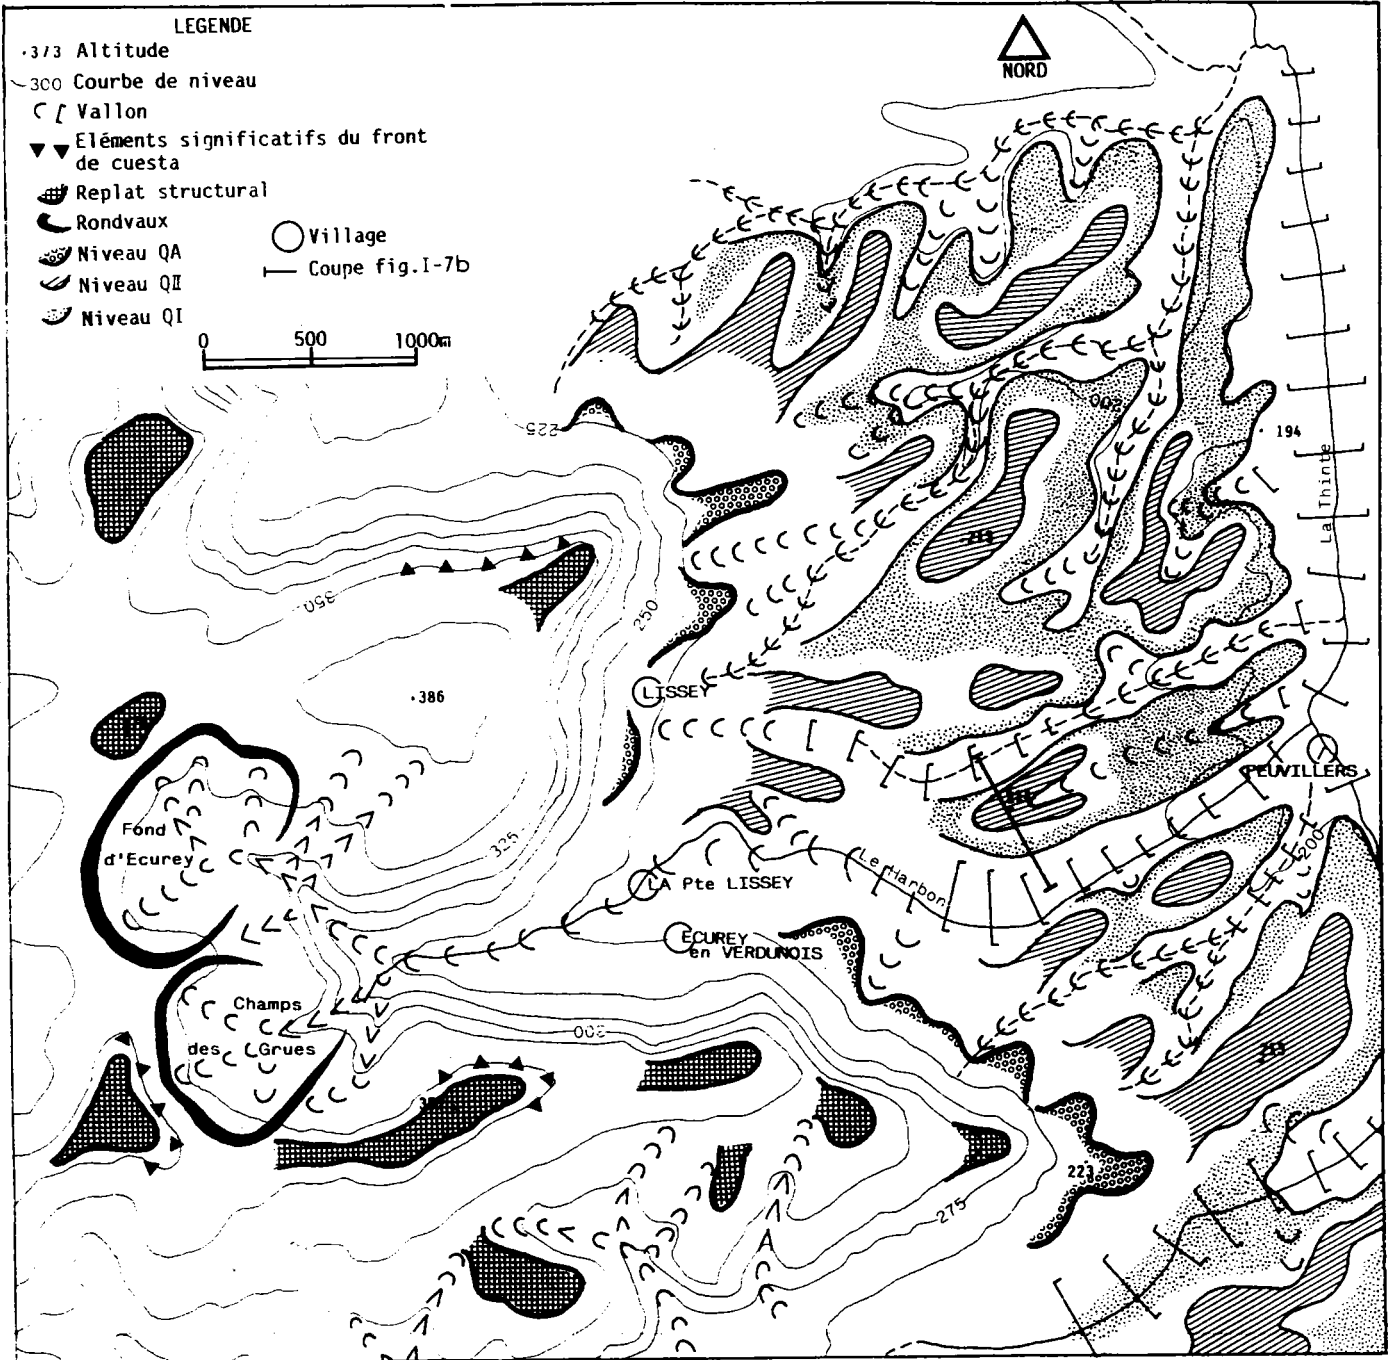 LEGENDE
·373 Altitude
300 Courbe de niveau
Vallon
Eléments significatifs du front
de cuesta
Replat structural
Rondvaux
Niveau QA
Niveau QII
Niveau QI
Village
Coupe fig.I-7b
0 500 1000m
NORD
225
200
194
La Thinte
213
350
250
LISSEY
386
PEUVILLERS
325
Fond
d'Ecurey
LA Pte LISSEY
Le Harbon
200
ECUREY
en VERDUNOIS
Champs
des Grues
300
213
223
275